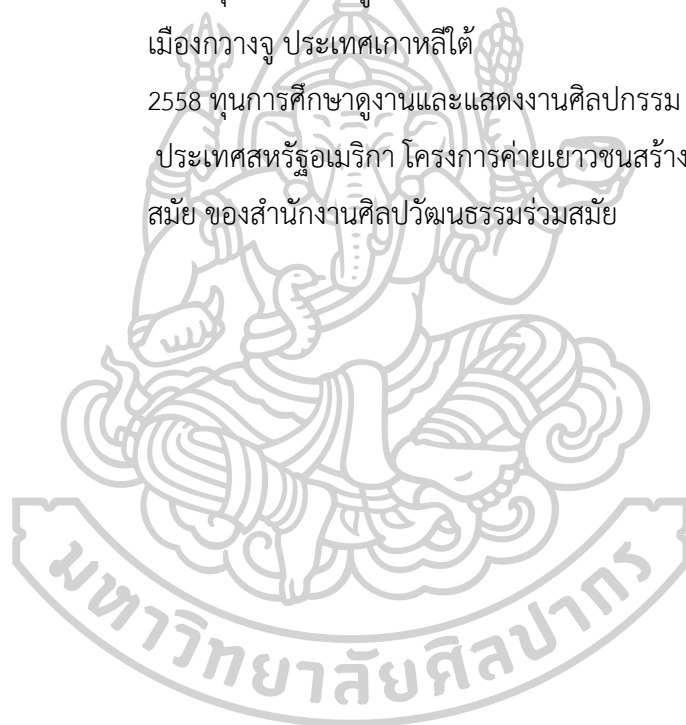 เมืองกวางจู ประเทศเกาหลีใต้
2558 ทุนการศึกษาดูงานและแสดงงานศิลปกรรม
ประเทศสหรัฐอเมริกา โครงการค่ายเยาวชนสร้าง
สมัย ของสำนักงานศิลปวัฒนธรรมร่วมสมัย
มหาวิทยาลัยศิลปากร